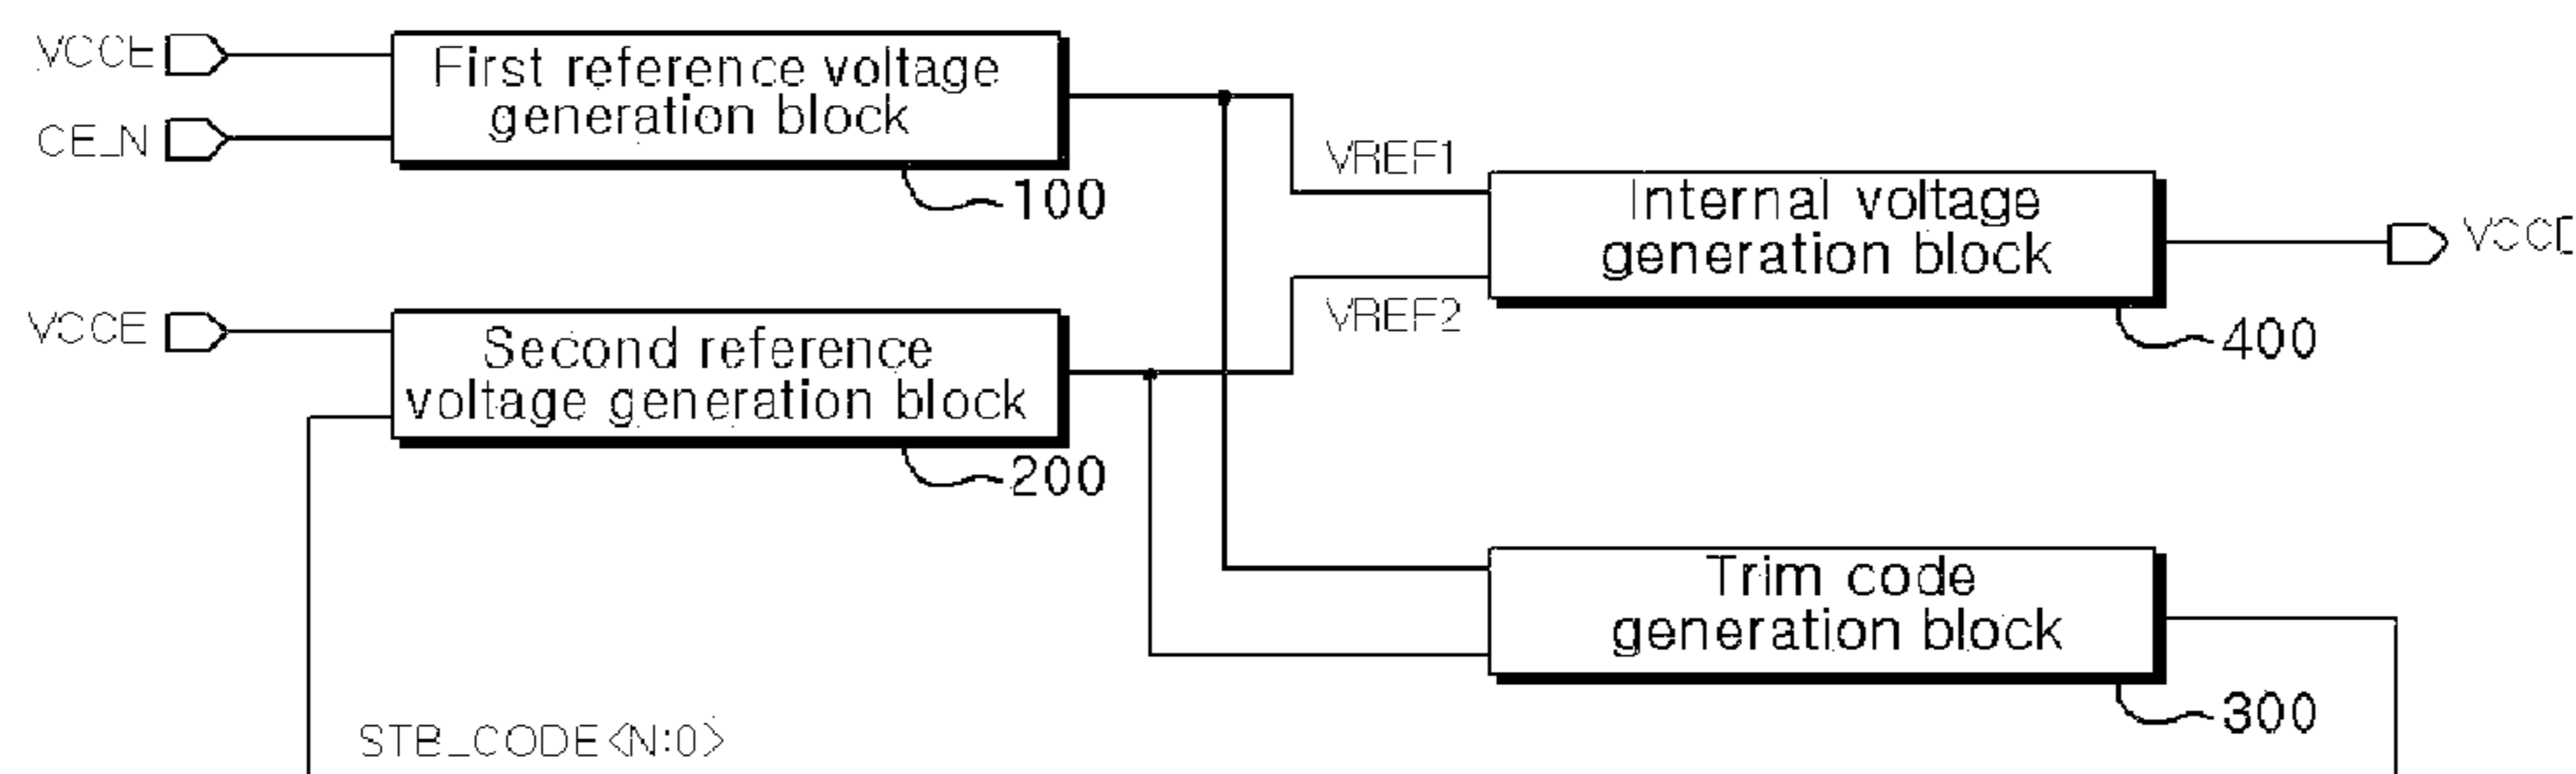 VCCE
First reference voltage
generation block
CE_N
100
VREF1
Internal voltage
generation block
400
VREF2
VCCE
Second reference
voltage generation block
200
Trim code
generation block
300
STB_CODE<N:0>